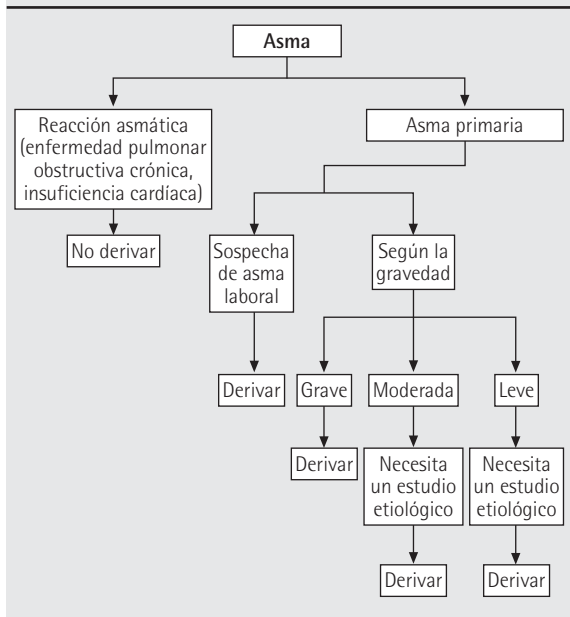 Asma
Reacción asmática
(enfermedad pulmonar
obstructiva crónica,
insuficiencia cardíaca)
Asma primaria
No derivar
Sospecha
de asma
laboral
Según la
gravedad
Derivar
Grave
Moderada
Leve
Derivar
Necesita
un estudio
etiológico
Necesita
un estudio
etiológico
Derivar
Derivar